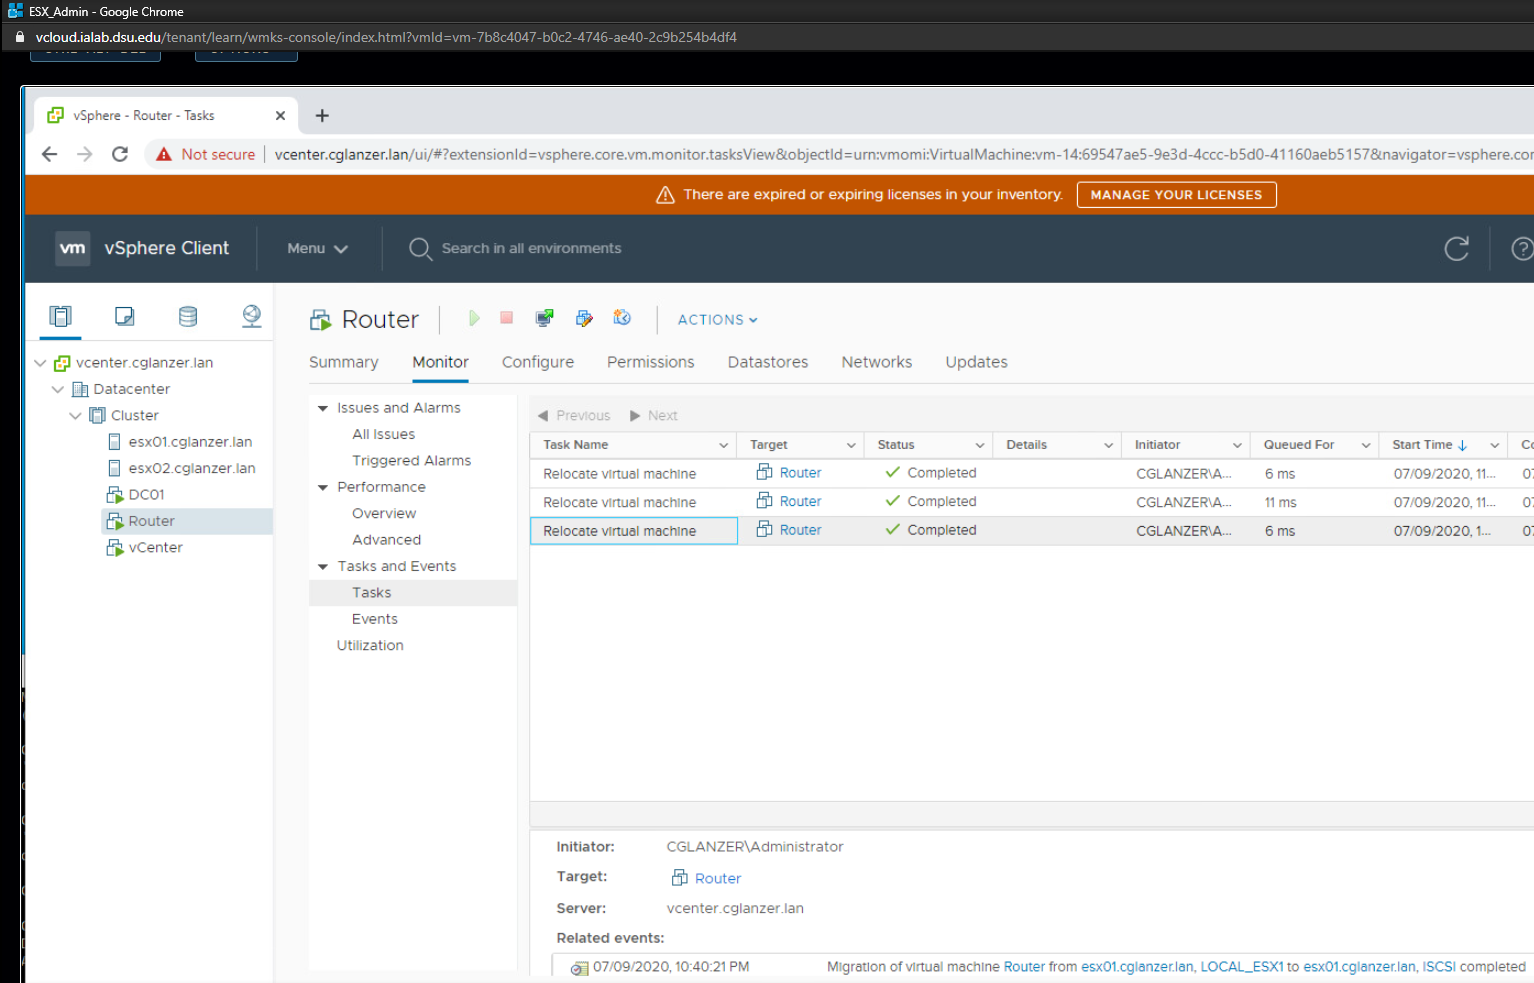 ESX_Admin - Google Chrome
vcloud.ialab.dsu.edu/tenant/learn/wmks-console/index.html?vmId=vm-7b8c4047-b0c2-4746-ae40-2c9b254b4df4
vSphere - Router - Tasks
Not secure vcenter.cglanzer.lan/ui/#?extensionId=vsphere.core.vm.monitor.tasksView&objectId=urn:vmomi:VirtualMachine:vm-14:69547ae5-9e3d-4ccc-b5d0-41160aeb5157&navigator=vsphere.cor
There are expired or expiring licenses in your inventory. MANAGE YOUR LICENSES
vm vSphere Client Menu Search in all environments
Router ACTIONS
Summary Monitor Configure Permissions Datastores Networks Updates
vcenter.cglanzer.lan
Datacenter
Cluster
esx01.cglanzer.lan
esx02.cglanzer.lan
DC01
Router
vCenter
Issues and Alarms
All Issues
Triggered Alarms
Performance
Overview
Advanced
Tasks and Events
Tasks
Events
Utilization
Previous Next
Task Name Target Status Details Initiator Queued For Start Time Co
Relocate virtual machine Router Completed CGLANZER\A... 6 ms 07/09/2020, 11... 07
Relocate virtual machine Router Completed CGLANZER\A... 11 ms 07/09/2020, 11... 07
Relocate virtual machine Router Completed CGLANZER\A... 6 ms 07/09/2020, 1... 07
Initiator: CGLANZER\Administrator
Target: Router
Server: vcenter.cglanzer.lan
Related events:
07/09/2020, 10:40:21 PM Migration of virtual machine Router from esx01.cglanzer.lan, LOCAL_ESX1 to esx01.cglanzer.lan, ISCSI completed